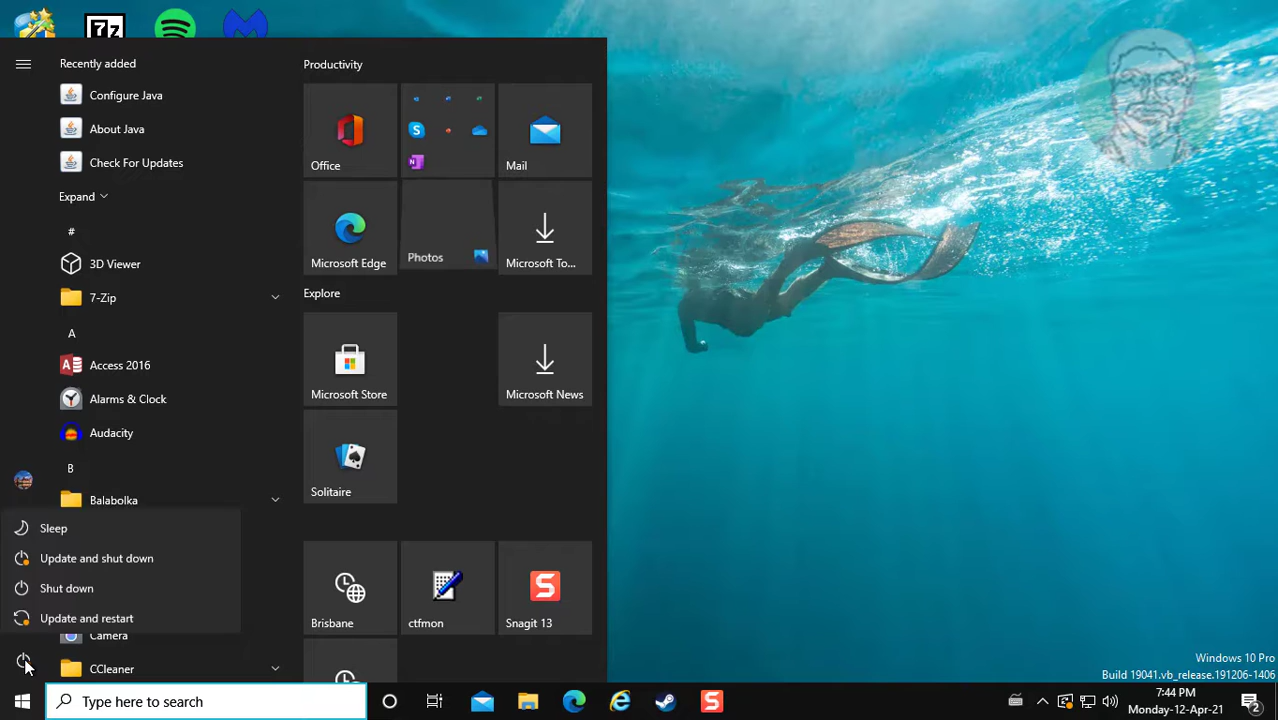 7z
Recently added
Configure Java
About Java
Check For Updates
Expand
#
3D Viewer
7-Zip
A
Access 2016
Alarms & Clock
Audacity
B
Balabolka
Sleep
Update and shut down
Shut down
Update and restart
Camera
CCleaner
Productivity
Office
Mail
Microsoft Edge
Photos
Microsoft To...
Explore
Microsoft Store
Microsoft News
Solitaire
Brisbane
ctfmon
Snagit 13
Windows 10 Pro
Build 19041.vb_release.191206-1406
Type here to search
7:44 PM
Monday-12-Apr-21
2